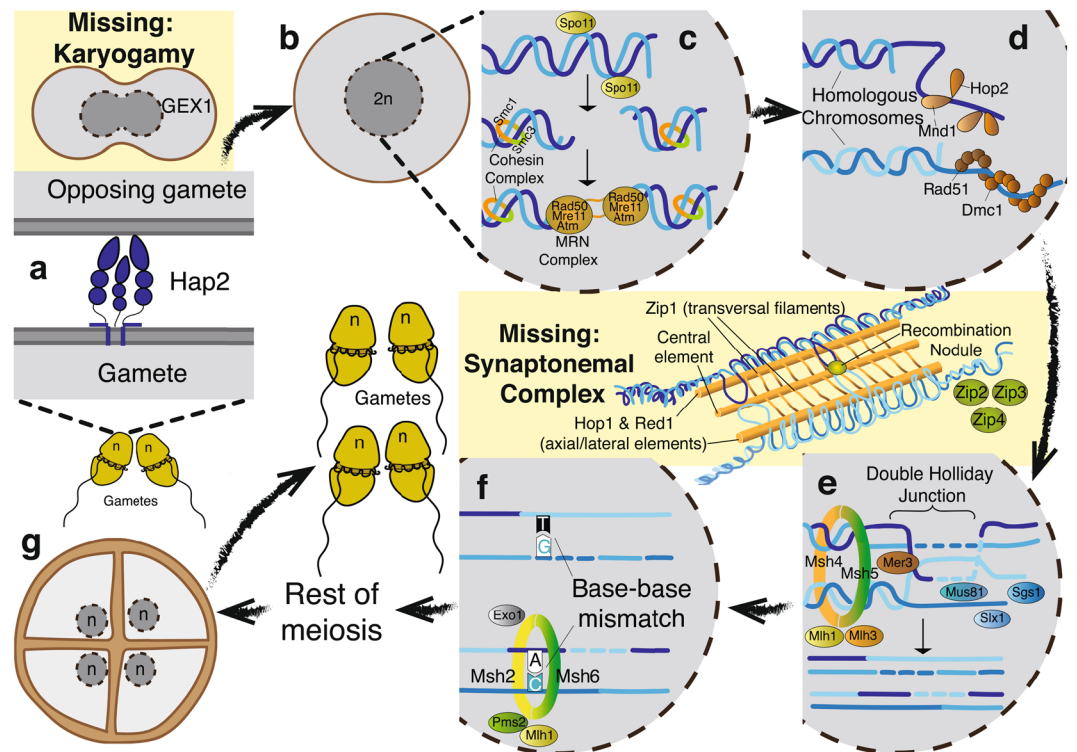 Missing:
Karyogamy
GEX1
Opposing gamete
a
Hap2
Gamete
n
n
Gametes
b
2n
c
Spo11
Spo11
Smc1
Smc3
Cohesin
Complex
Rad50
Mre11
Atm
Rad50
Mre11
Atm
MRN
Complex
d
Hop2
Homologous
Chromosomes
Mnd1
Rad51
Dmc1
Missing:
Synaptonemal
Complex
Zip1 (transversal filaments)
Central
element
Recombination
Nodule
Hop1 & Red1
(axial/lateral elements)
Zip2
Zip3
Zip4
e
Double Holliday
Junction
Msh4
Msh5
Mer3
Mus81
Sgs1
Slx1
Mlh1
Mlh3
f
T
G
Base-base
mismatch
Exo1
A
C
Msh2
Msh6
Pms2
Mlh1
Rest of
meiosis
n
n
Gametes
n
n
g
n
n
n
n